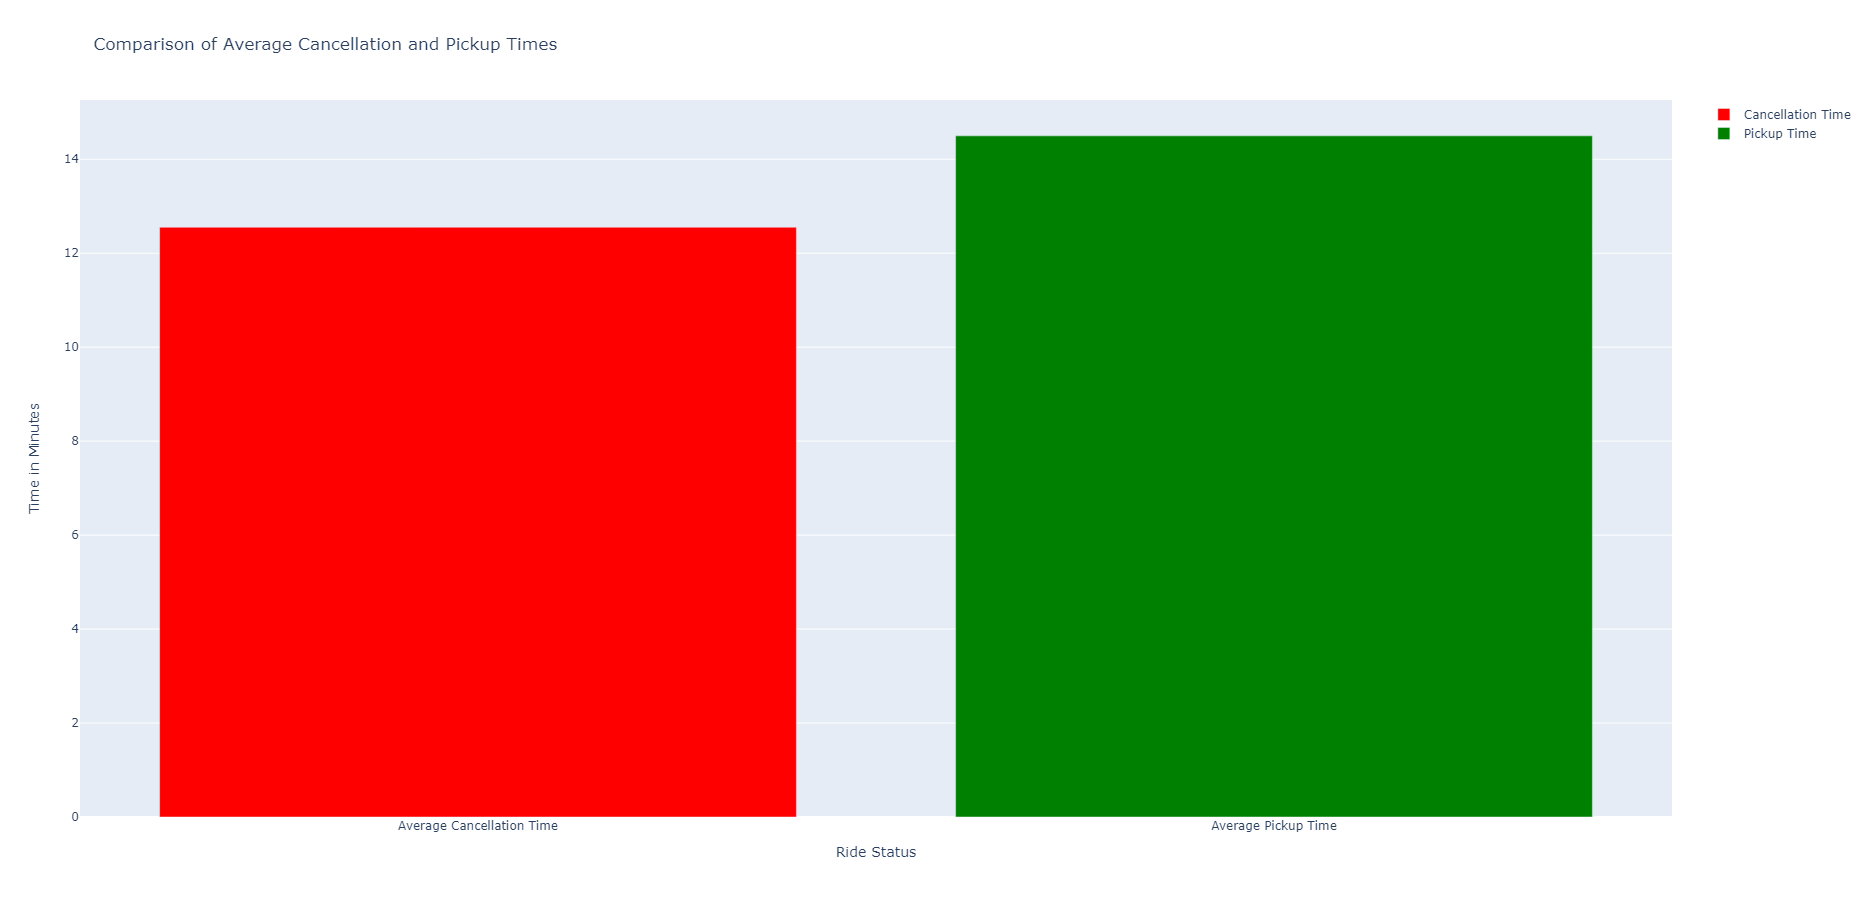 Comparison of Average Cancellation and Pickup Times
Cancellation Time
Pickup Time
14
12
10
8
6
4
2
0
Time in Minutes
Average Cancellation Time
Average Pickup Time
Ride Status